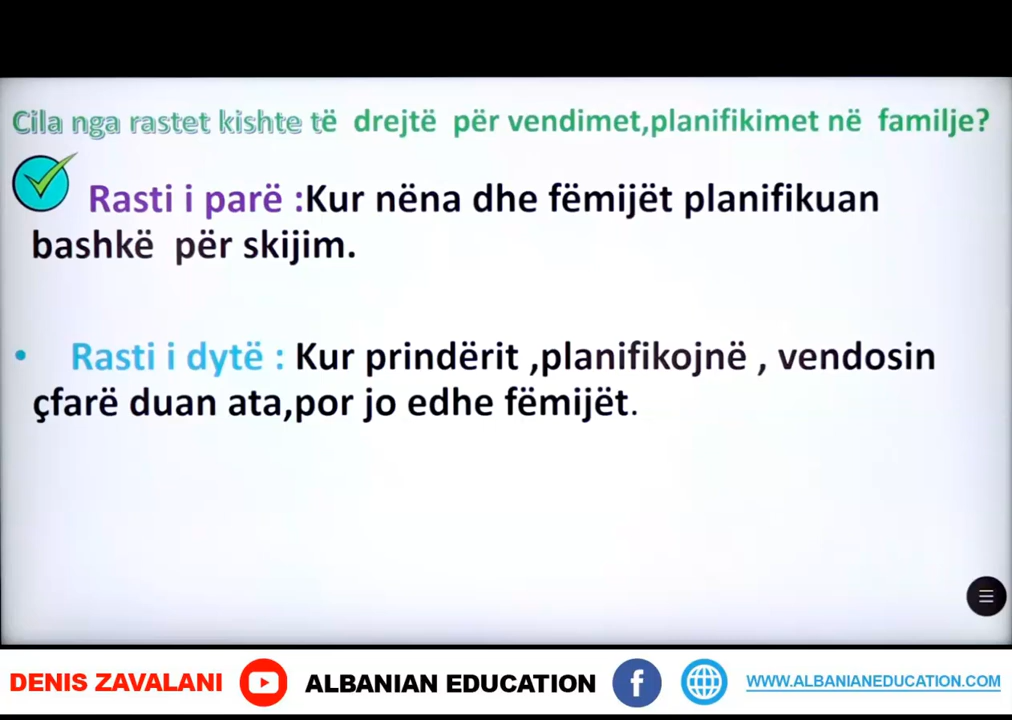 Cila nga rastet kishte të drejtë për vendimet,planifikimet në familje?
Rasti i parë :Kur nëna dhe fëmijët planifikuan
bashkë për skijim.
• Rasti i dytë : Kur prindërit ,planifikojnë , vendosin
çfarë duan ata,por jo edhe fëmijët.
DENIS ZAVALANI ALBANIAN EDUCATION f WWW.ALBANIANEDUCATION.COM